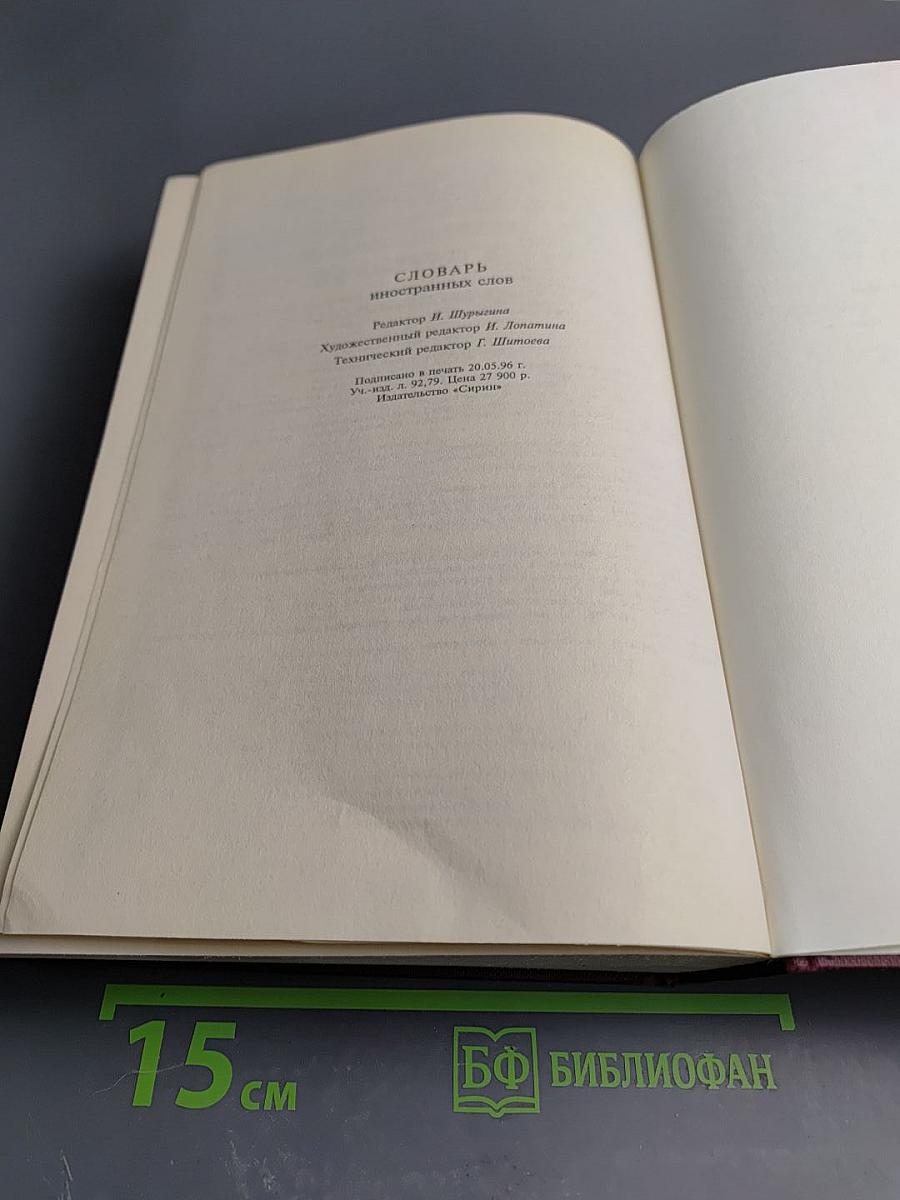 СЛОВАРЬ
иностранных слов
Редактор И. Шурыгина
Художественный редактор И. Лопатина
Технический редактор Г. Шитоева
Подписано в печать 20.05.96 г.
Уч.-изд. л. 92,79. Цена 27 900 р.
Издательство «Сирин»
15 см
БФ БИБЛИОФАН